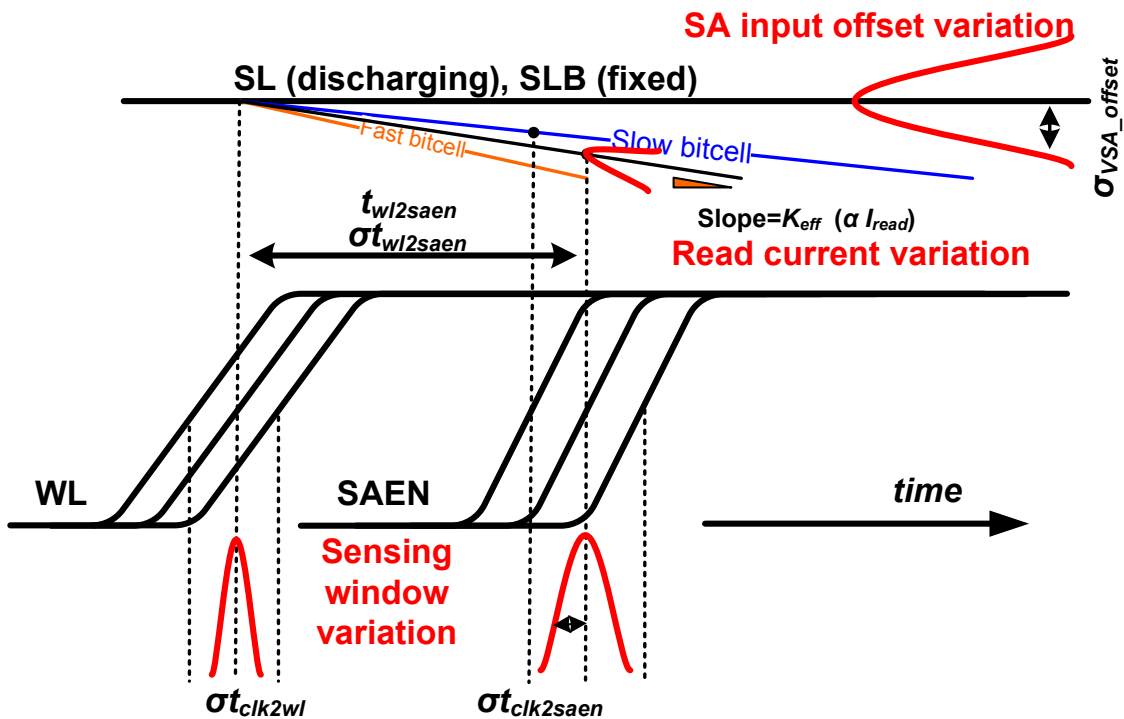 SA input offset variation
SL (discharging), SLB (fixed)
Fast bitcell
Slow bitcell
σVSA_offset
twl2saen
σtwl2saen
Slope=Keff (α Iread)
Read current variation
WL
SAEN
time
Sensing
window
variation
σtclk2wl
σtclk2saen